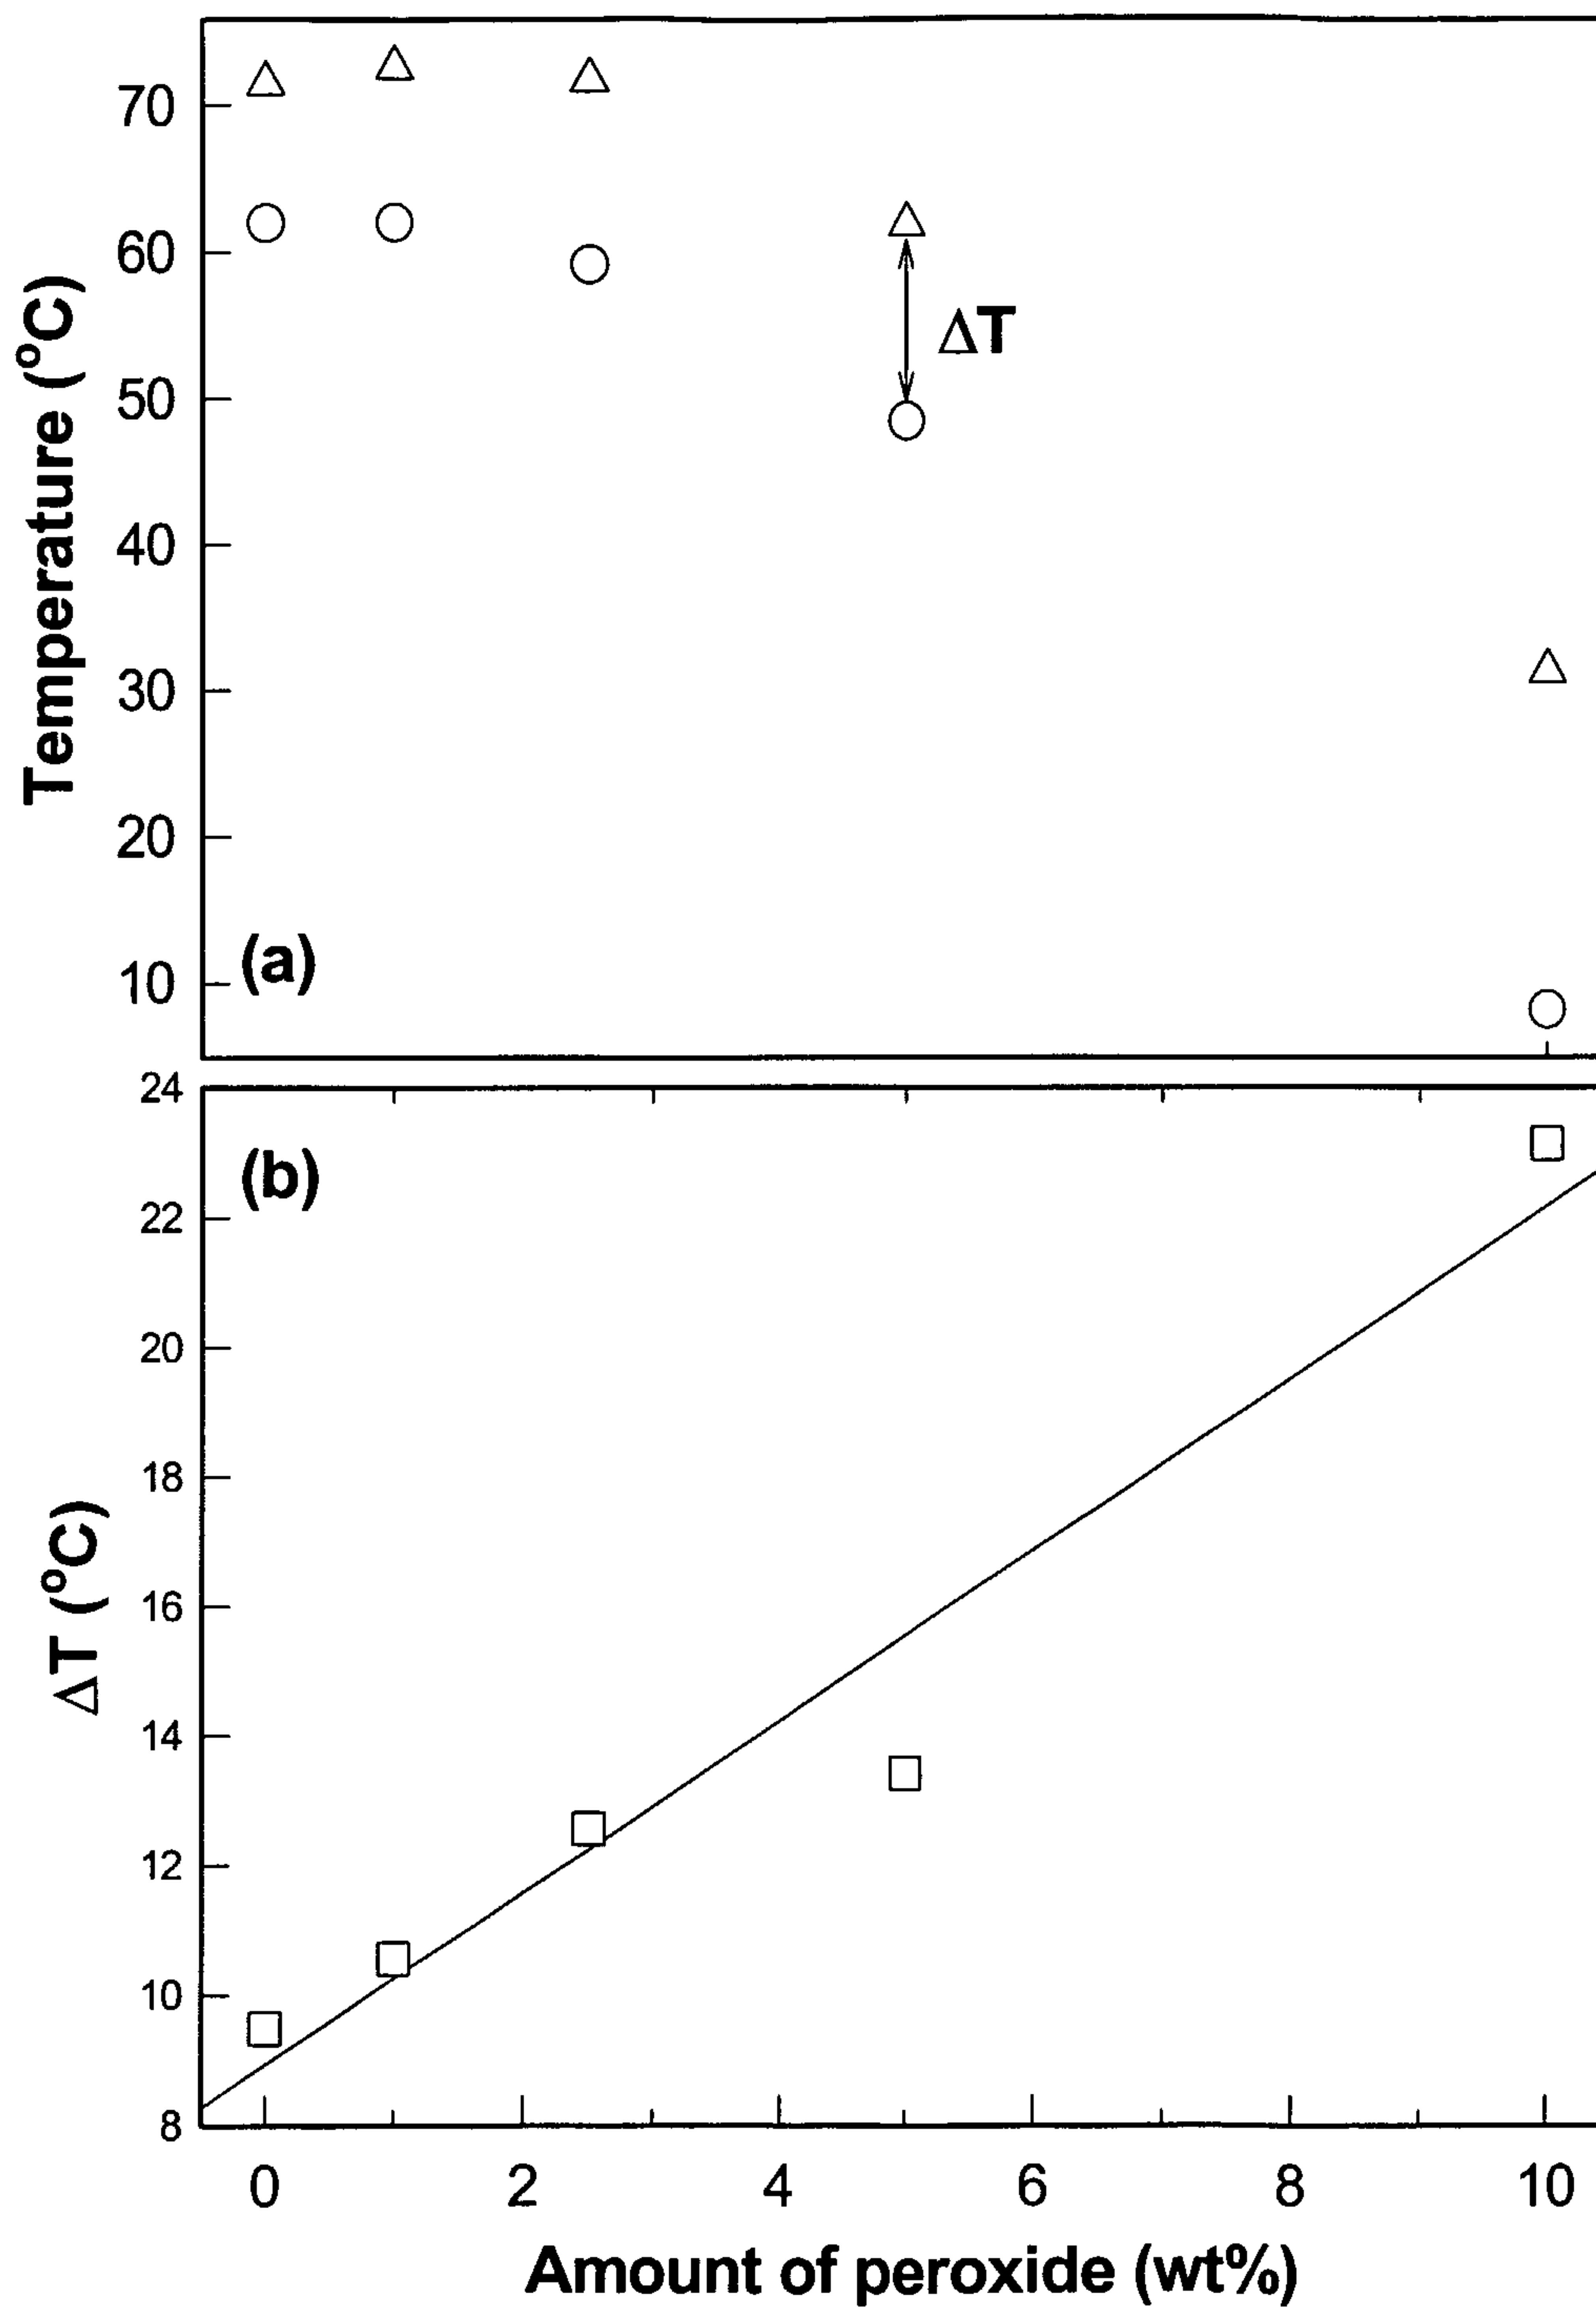 70
60
50
40
30
20
10
Temperature (°C)
ΔT
(a)
24
22
20
18
16
14
12
10
8
ΔT (°C)
(b)
0 2 4 6 8 10
Amount of peroxide (wt%)